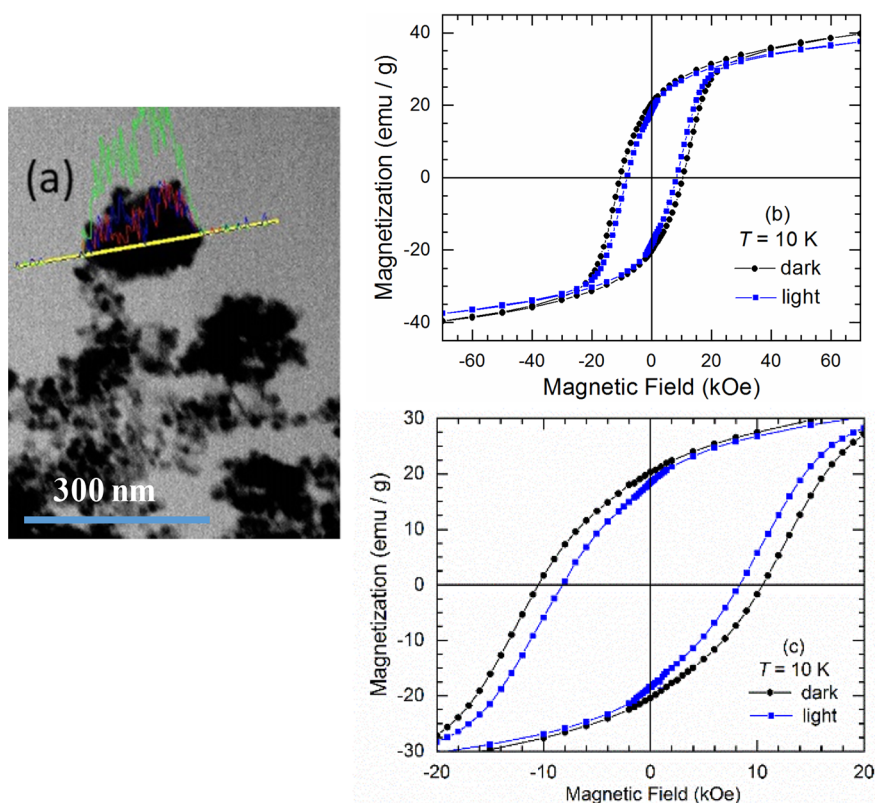 (a)
300 nm
Magnetization (emu / g)
40
20
0
-20
-40
-60 -40 -20 0 20 40 60
Magnetic Field (kOe)
(b)
T = 10 K
dark
light
Magnetization (emu / g)
30
20
10
0
-10
-20
-30
-20 -10 0 10 20
Magnetic Field (kOe)
(c)
T = 10 K
dark
light